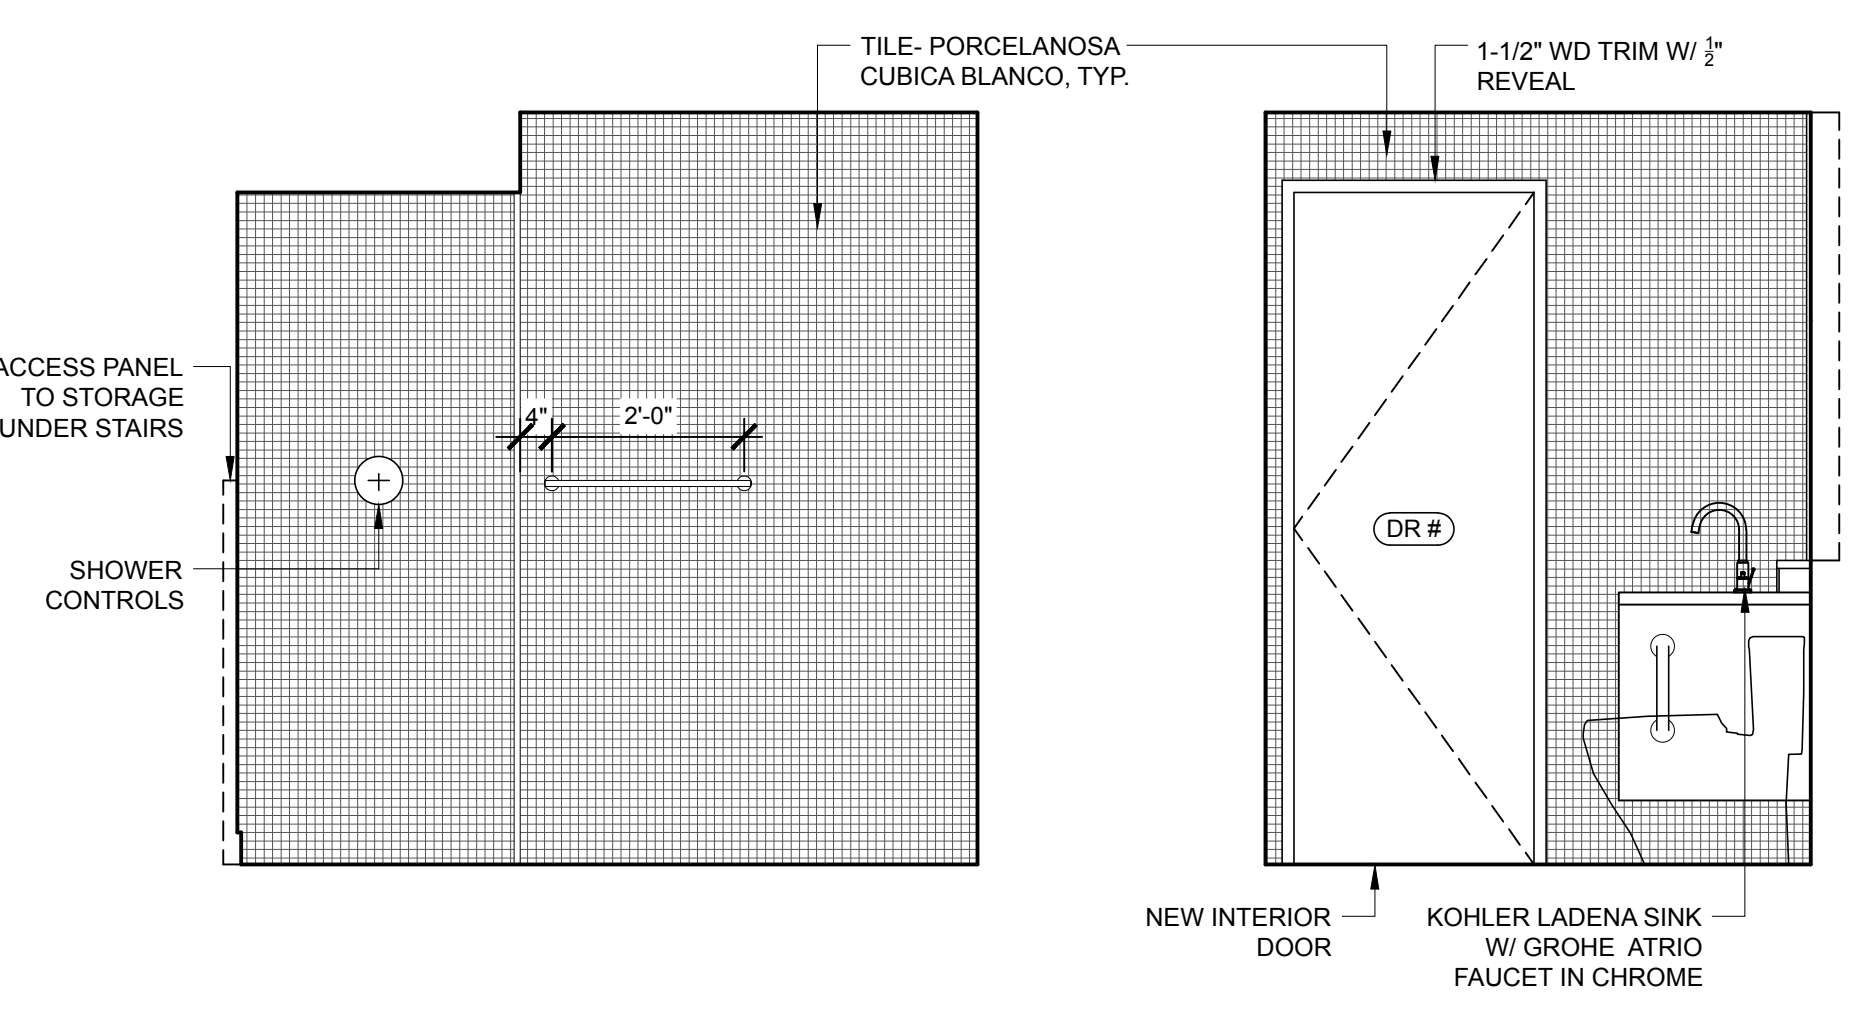 TILE- PORCELANOSA
CUBICA BLANCO, TYP.
1-1/2" WD TRIM W/ ½"
REVEAL
ACCESS PANEL
TO STORAGE
UNDER STAIRS
4"
2'-0"
SHOWER
CONTROLS
DR #
NEW INTERIOR
DOOR
KOHLER LADENA SINK
W/ GROHE ATRIO
FAUCET IN CHROME